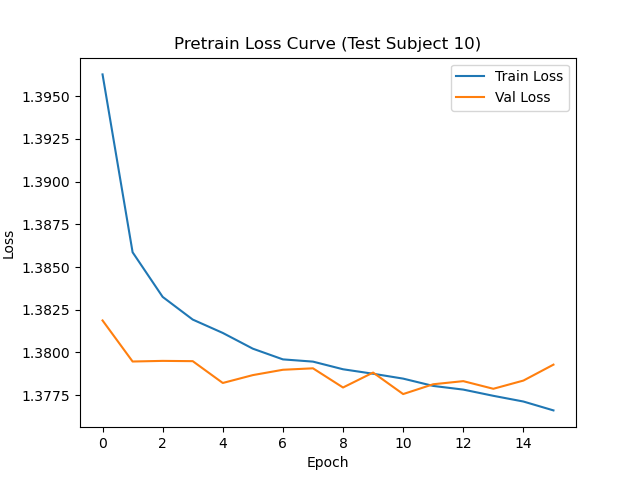 Pretrain Loss Curve (Test Subject 10)
Train Loss
Val Loss
Loss
1.3950
1.3925
1.3900
1.3875
1.3850
1.3825
1.3800
1.3775
0 2 4 6 8 10 12 14
Epoch